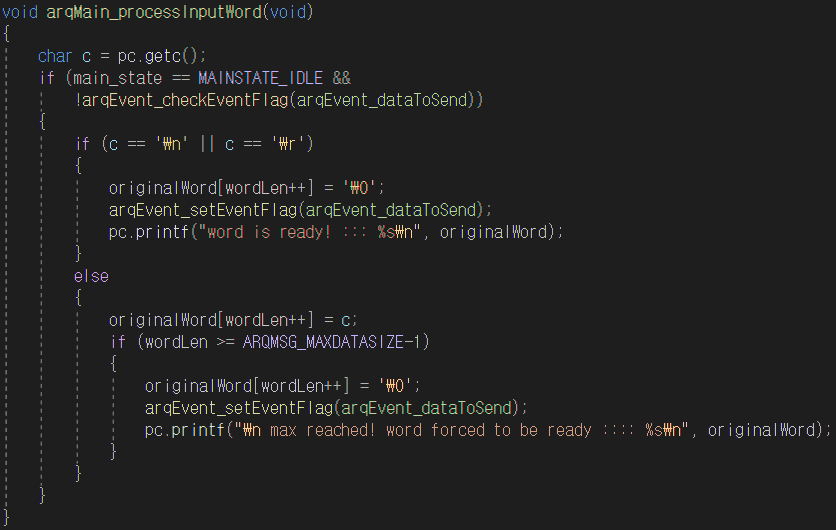 void arqMain_processInputWord(void)
{
    char c = pc.getc();
    if (main_state == MAINSTATE_IDLE &&
        !arqEvent_checkEventFlag(arqEvent_dataToSend))
    {
        if (c == '₩n' || c == '₩r')
        {
            originalWord[wordLen++] = '₩0';
            arqEvent_setEventFlag(arqEvent_dataToSend);
            pc.printf("word is ready! ::: %s₩n", originalWord);
        }
        else
        {
            originalWord[wordLen++] = c;
            if (wordLen >= ARQMSG_MAXDATASIZE-1)
            {
                originalWord[wordLen++] = '₩0';
                arqEvent_setEventFlag(arqEvent_dataToSend);
                pc.printf("₩n max reached! word forced to be ready :::: %s₩n", originalWord);
            }
        }
    }
}